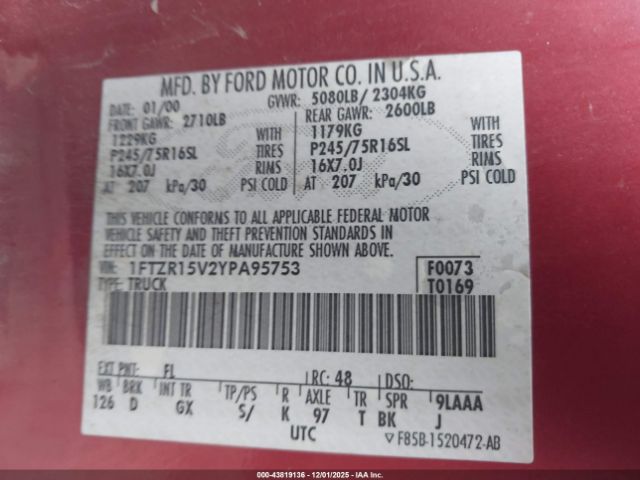 MFD. BY FORD MOTOR CO. IN U.S.A.
DATE: 01/00 GVWR: 5080LB/ 2304KG
FRONT GAWR: 2710LB REAR GAWR: 2600LB
1229KG WITH 1179KG WITH
P245/75R16SL TIRES P245/75R16SL TIRES
16X7.0J RIMS 16X7.0J RIMS
AT 207 kPa/30 PSI COLD AT 207 kPa/30 PSI COLD
THIS VEHICLE CONFORMS TO ALL APPLICABLE FEDERAL MOTOR
VEHICLE SAFETY AND THEFT PREVENTION STANDARDS IN
EFFECT ON THE DATE OF MANUFACTURE SHOWN ABOVE.
VIN: 1FTZR15V2YPA95753 F0073
TYPE: TRUCK T0169
EXT PNT: FL RC: 48 DSO:
WB BRK INT TR TP/PS R AXLE TR SPR 9LAAA
126 D GX S/ K 97 T BK J
UTC
F85B-1520472-AB
000-43819136 - 12/01/2025 - IAAI.COM